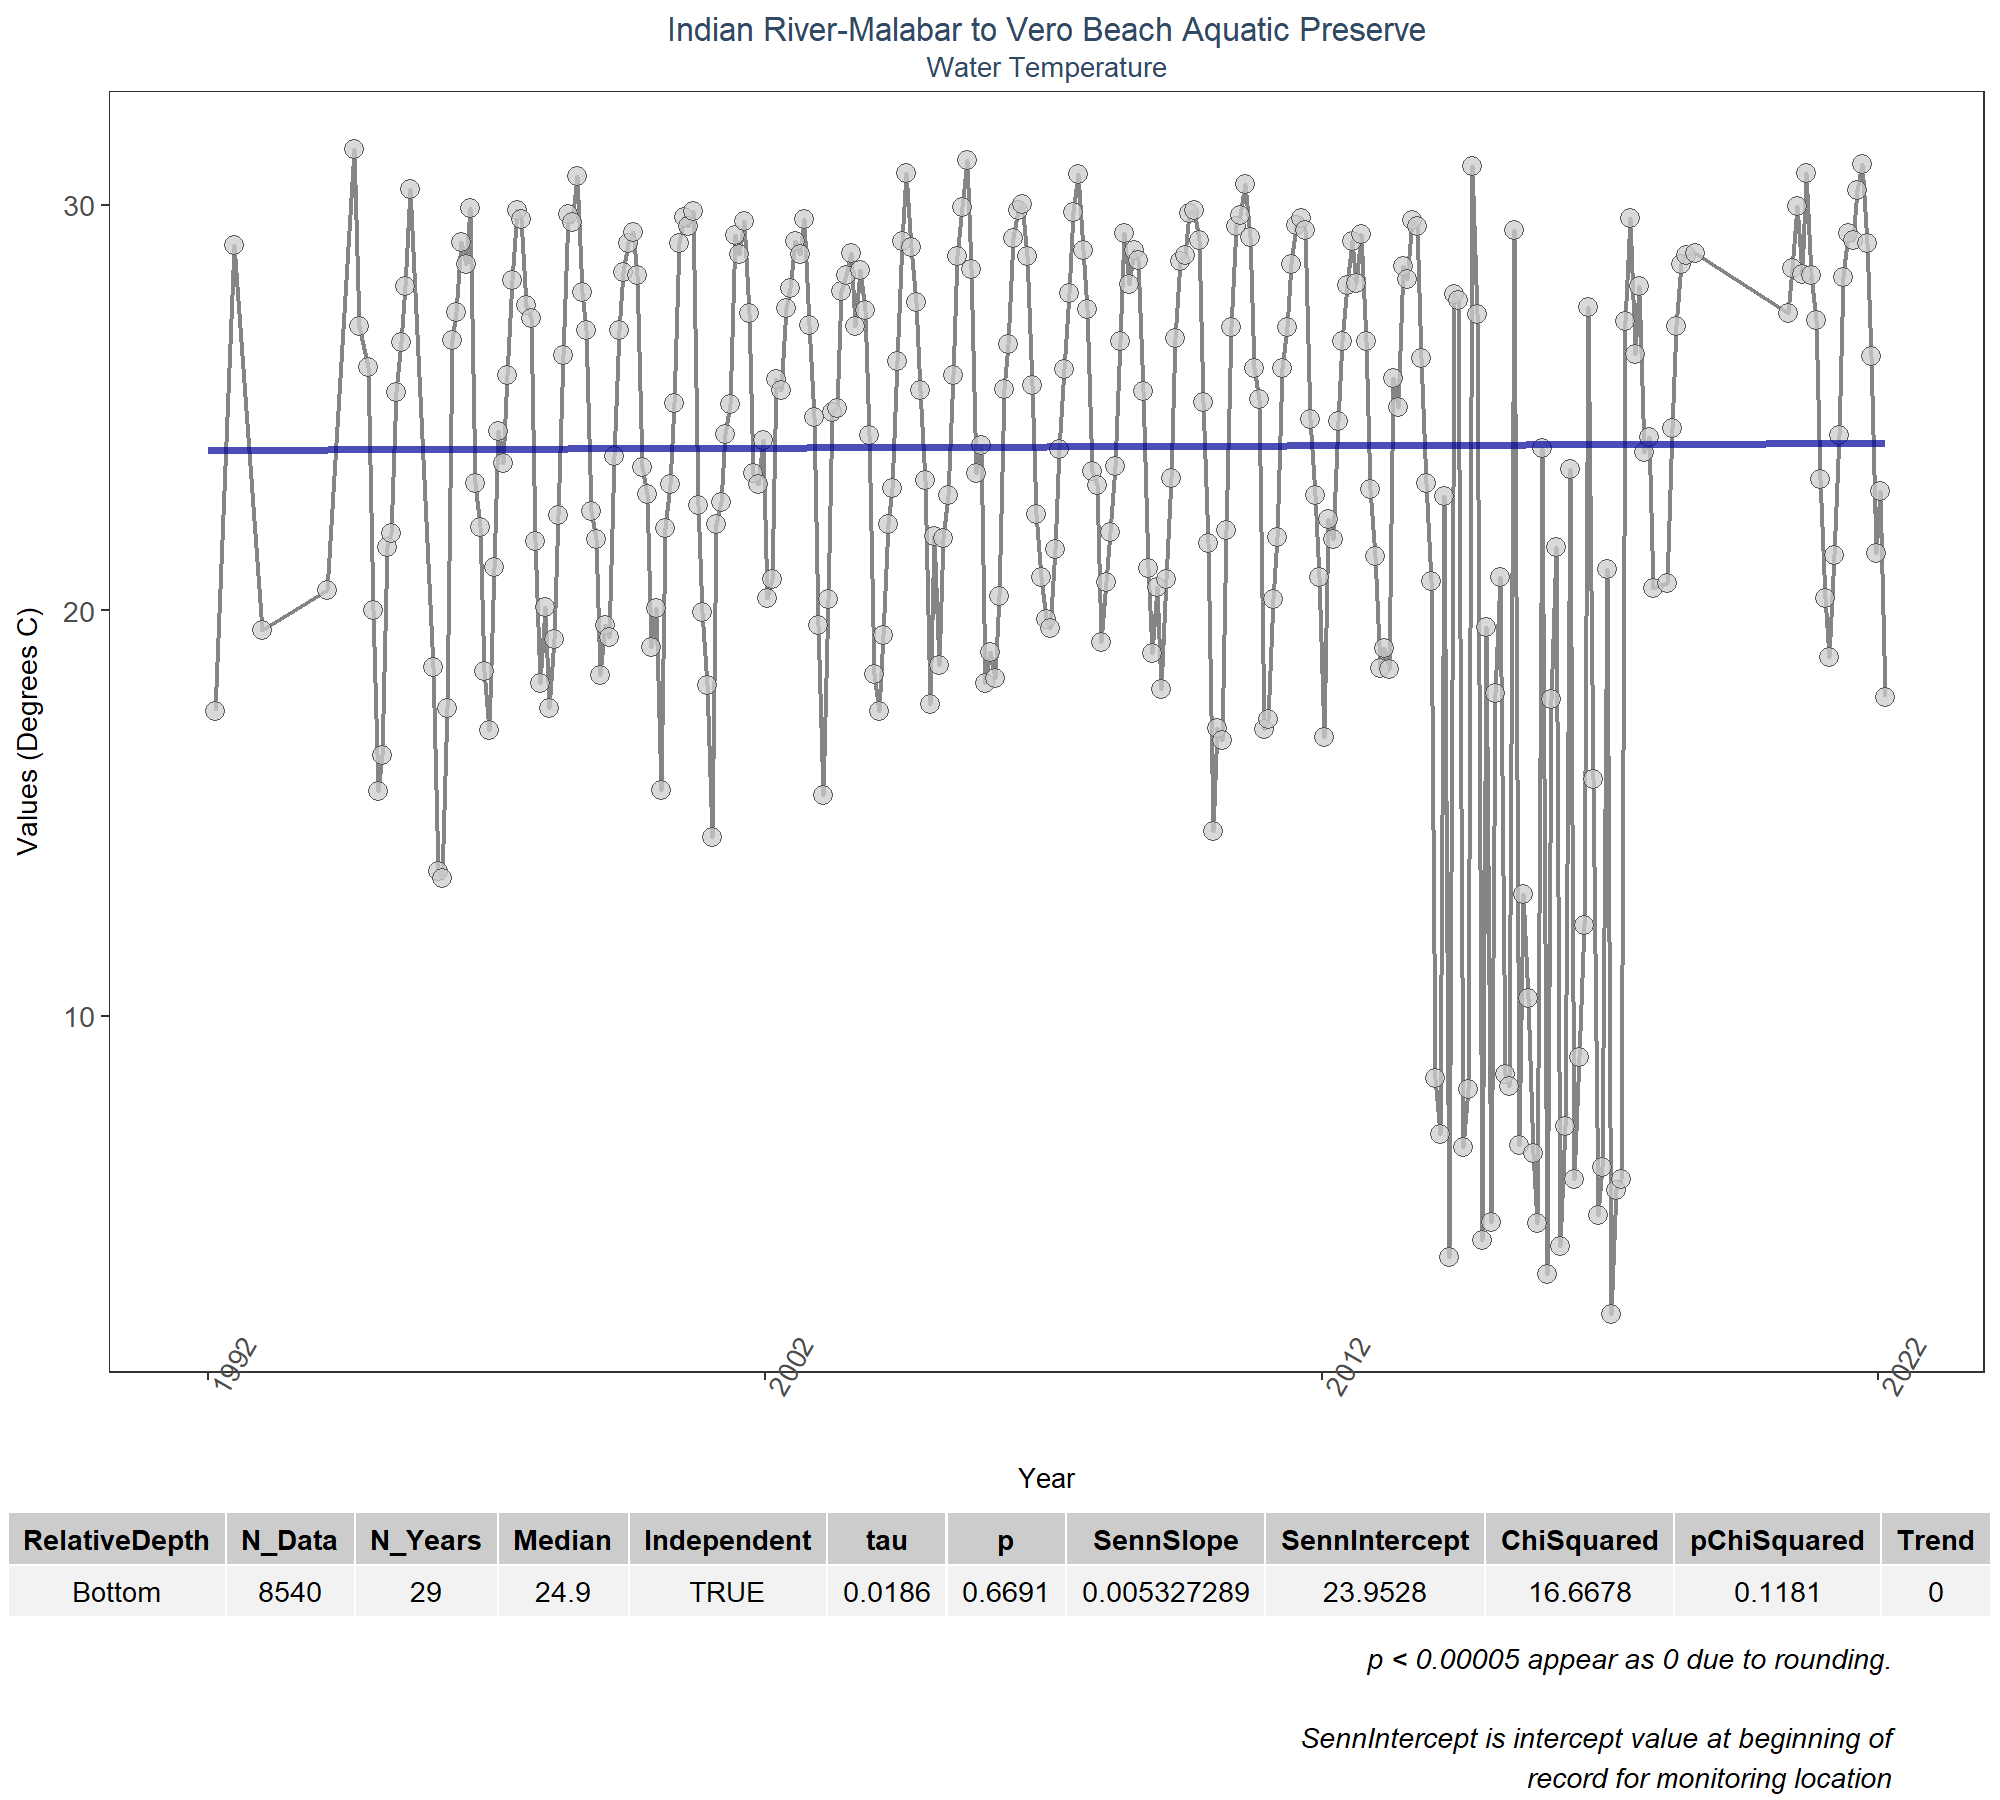 Indian River-Malabar to Vero Beach Aquatic Preserve
Water Temperature
Values (Degrees C)
30
20
10
1992 2002 2012 2022
Year
RelativeDepth N_Data N_Years Median Independent tau p SennSlope SennIntercept ChiSquared pChiSquared Trend
Bottom 8540 29 24.9 TRUE 0.0186 0.6691 0.005327289 23.9528 16.6678 0.1181 0
p < 0.00005 appear as 0 due to rounding.
SennIntercept is intercept value at beginning of
record for monitoring location